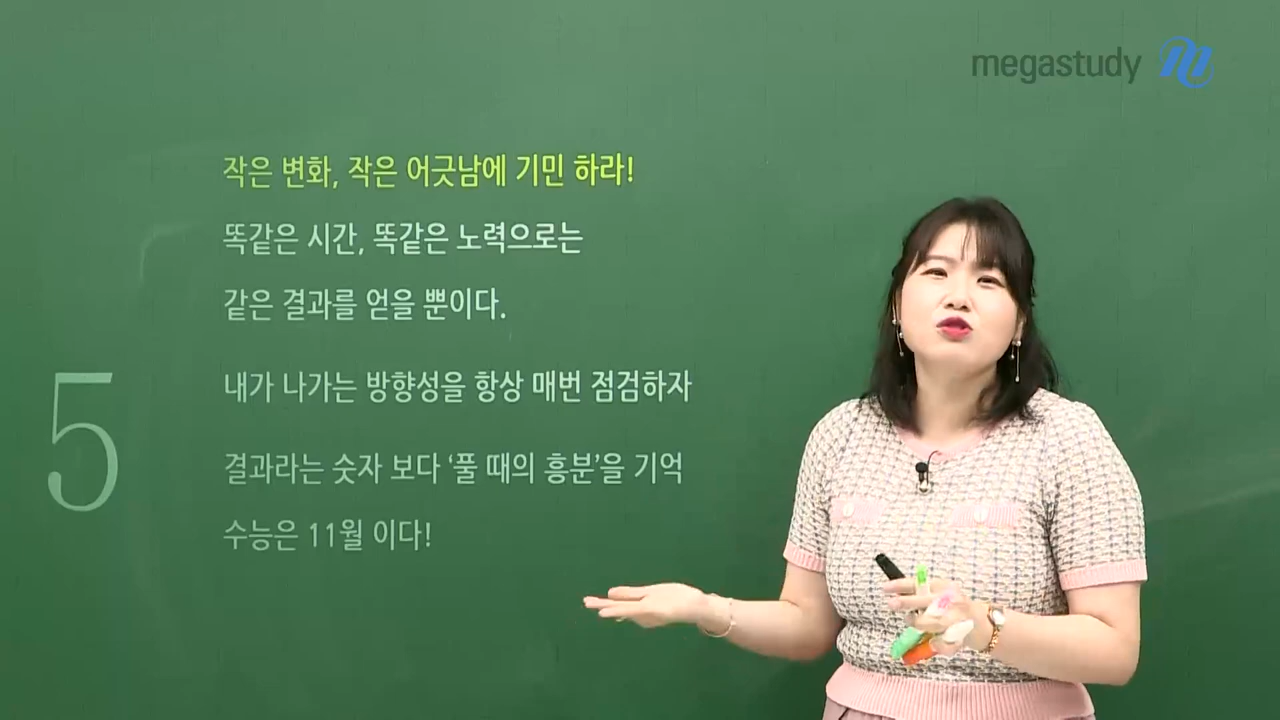 megastudy
작은 변화, 작은 어긋남에 기민 하라!
똑같은 시간, 똑같은 노력으로는
같은 결과를 얻을 뿐이다.
내가 나가는 방향성을 항상 매번 점검하자
5
결과라는 숫자 보다 ‘풀 때의 흥분’을 기억
수능은 11월 이다!